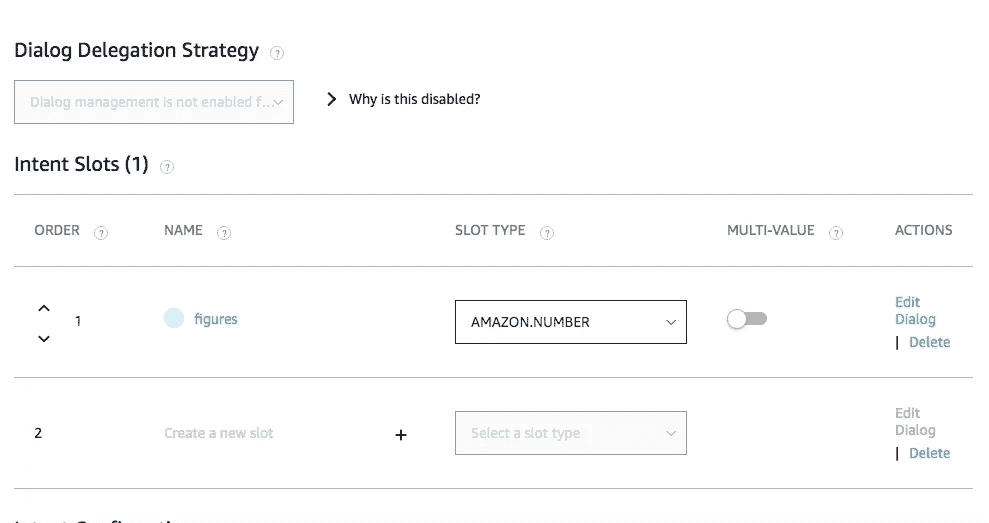 Dialog Delegation Strategy ?
Dialog management is not enabled f...
Why is this disabled?
Intent Slots (1) ?
ORDER ? NAME ? SLOT TYPE ? MULTI-VALUE ? ACTIONS
1 figures AMAZON.NUMBER Edit
Dialog
| Delete
2 Create a new slot + Select a slot type Edit
Dialog
| Delete